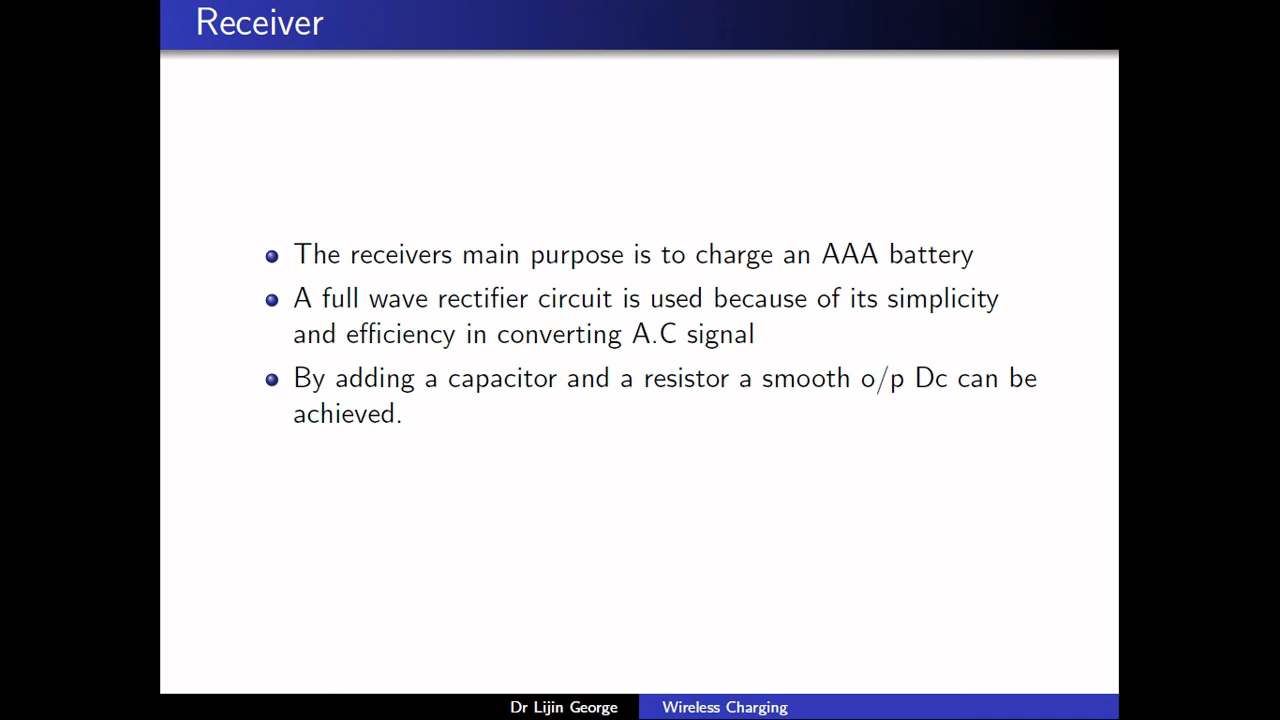 Receiver
The receivers main purpose is to charge an AAA battery
A full wave rectifier circuit is used because of its simplicity
and efficiency in converting A.C signal
By adding a capacitor and a resistor a smooth o/p Dc can be
achieved.
Dr Lijin George
Wireless Charging